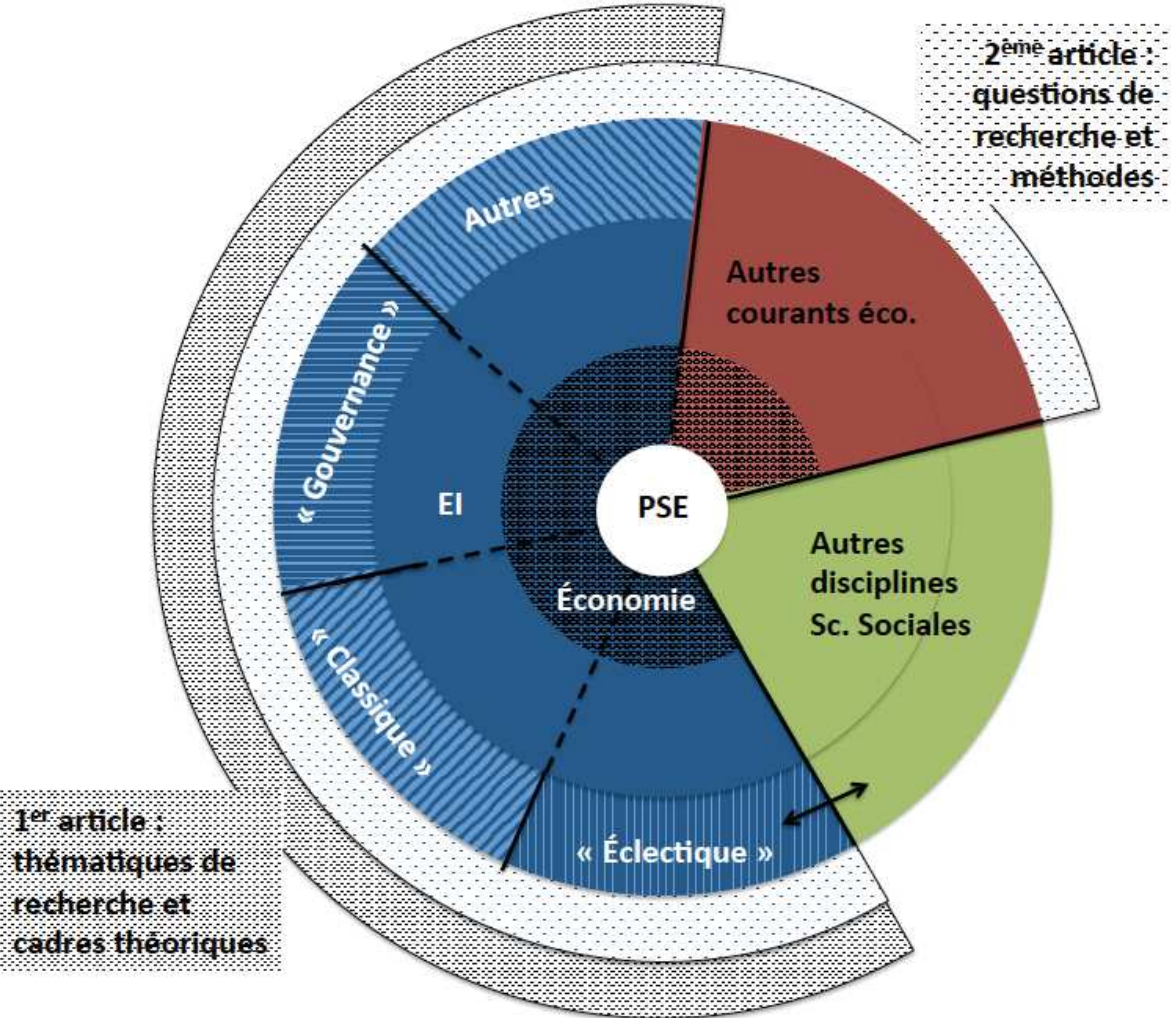 2ème article :
questions de
recherche et
méthodes
Autres
Autres
courants éco.
« Gouvernance »
EI
PSE
Autres
disciplines
Sc. Sociales
Économie
« Classique »
« Éclectique »
1er article :
thématiques de
recherche et
cadres théoriques